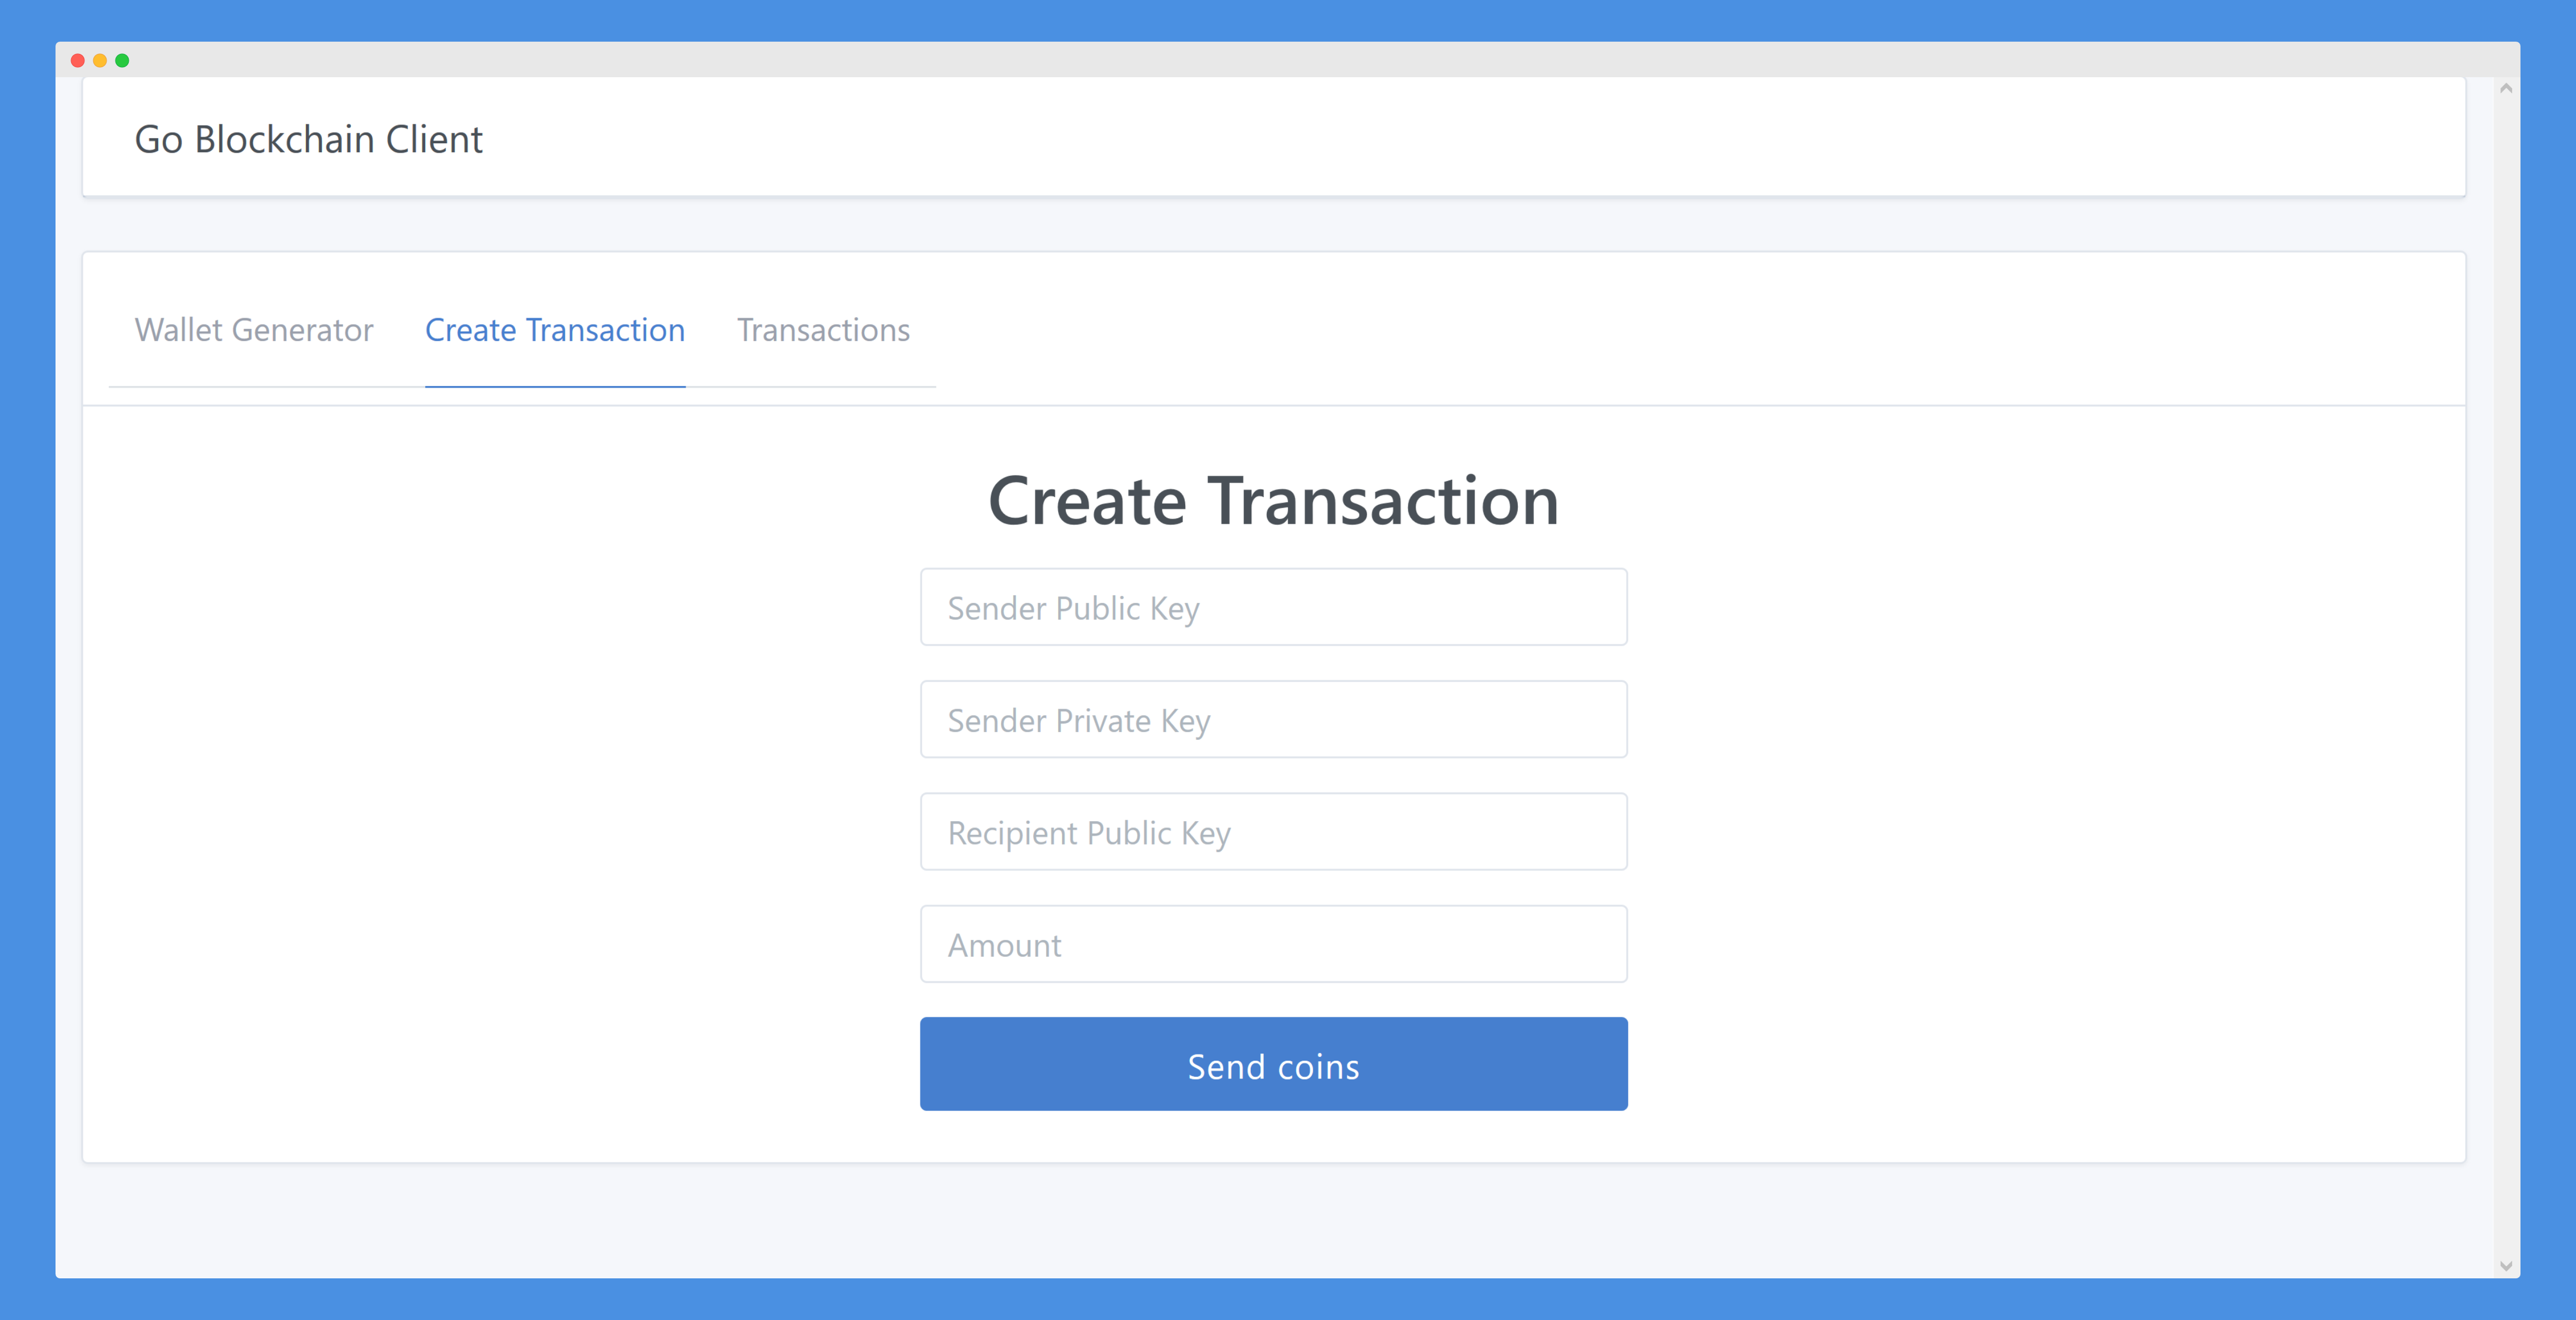 Go Blockchain Client
Wallet Generator Create Transaction Transactions
Create Transaction
Sender Public Key
Sender Private Key
Recipient Public Key
Amount
Send coins